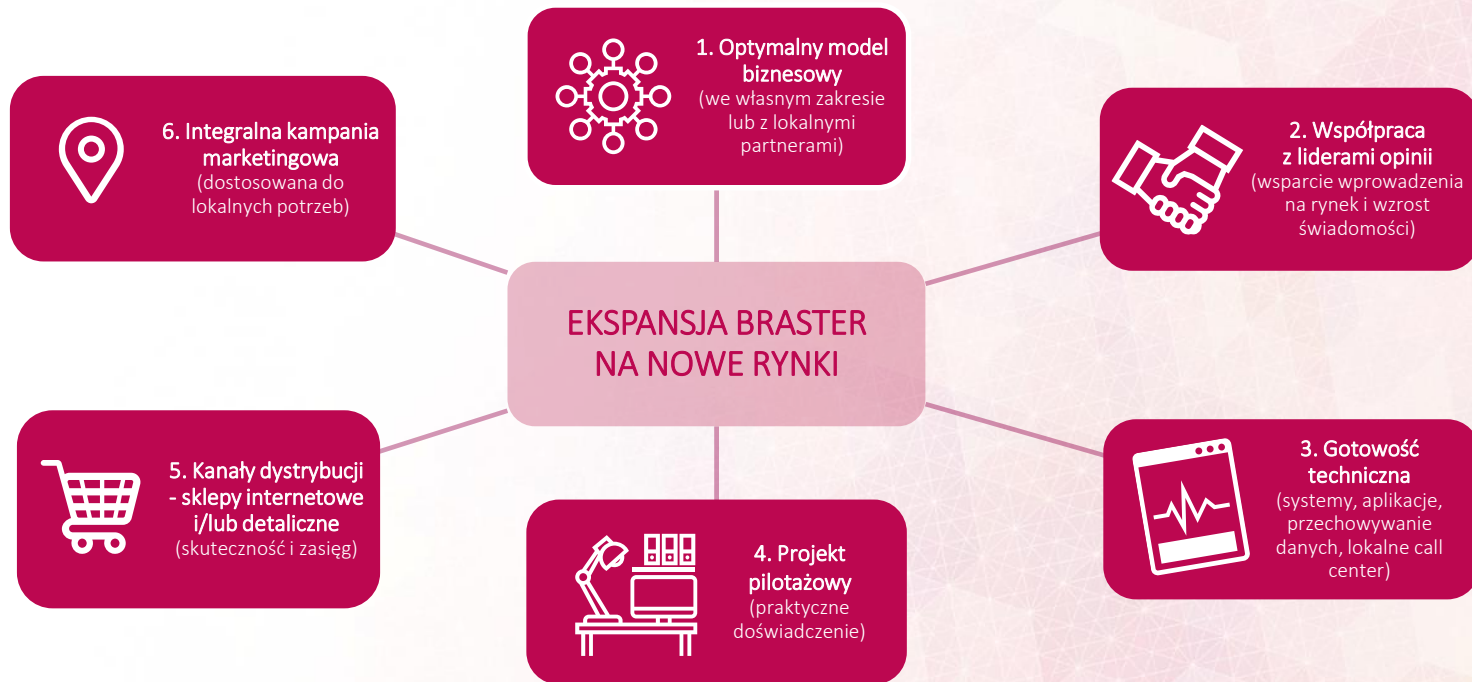 1. Optymalny model
biznesowy
(we własnym zakresie
lub z lokalnymi
partnerami)
2. Współpraca
z liderami opinii
(wsparcie wprowadzenia
na rynek i wzrost
świadomości)
3. Gotowość
techniczna
(systemy, aplikacje,
przechowywanie
danych, lokalne call
center)
4. Projekt
pilotażowy
(praktyczne
doświadczenie)
5. Kanały dystrybucji
- sklepy internetowe
i/lub detaliczne
(skuteczność i zasięg)
6. Integralna kampania
marketingowa
(dostosowana do
lokalnych potrzeb)
EKSPANSJA BRASTER
NA NOWE RYNKI